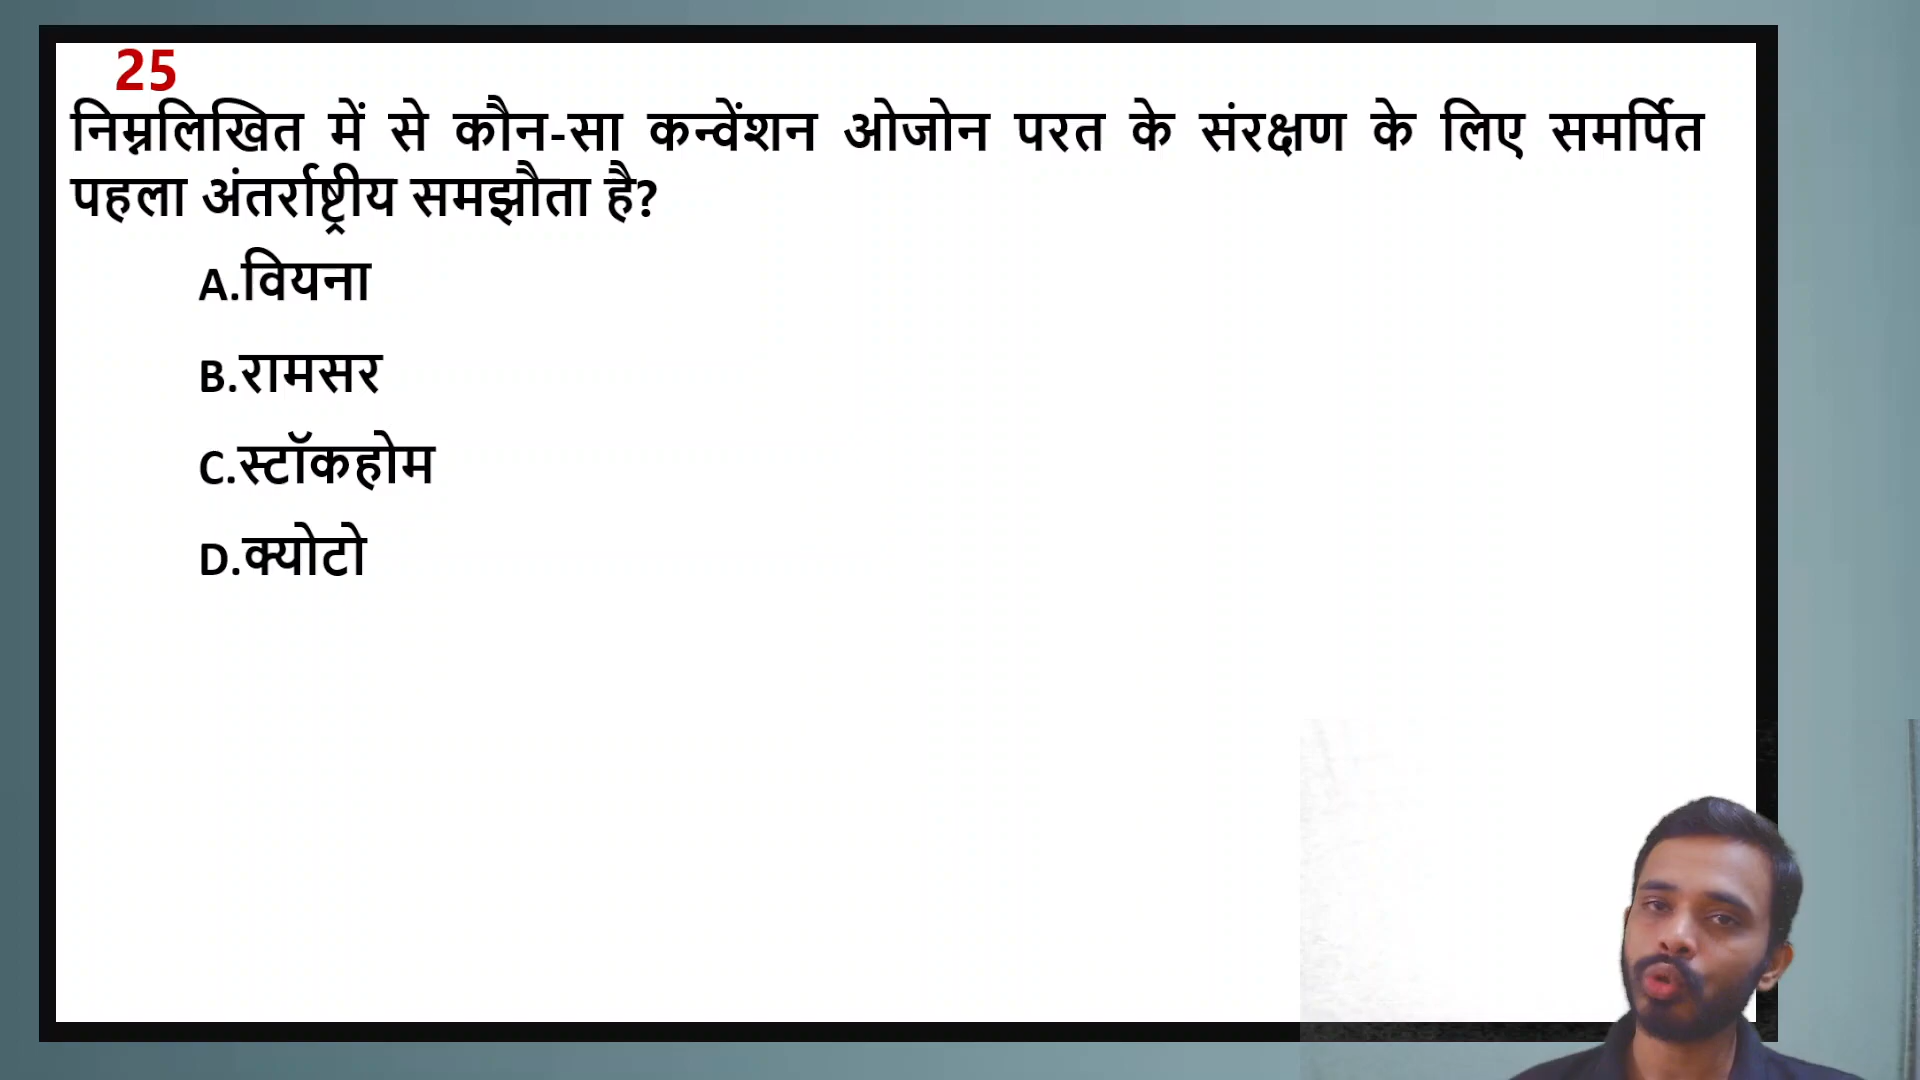 25
निम्नलिखित में से कौन-सा कन्वेंशन ओजोन परत के संरक्षण के लिए समर्पित
पहला अंतर्राष्ट्रीय समझौता है?
A.वियना
B.रामसर
C.स्टॉकहोम
D.क्योटो